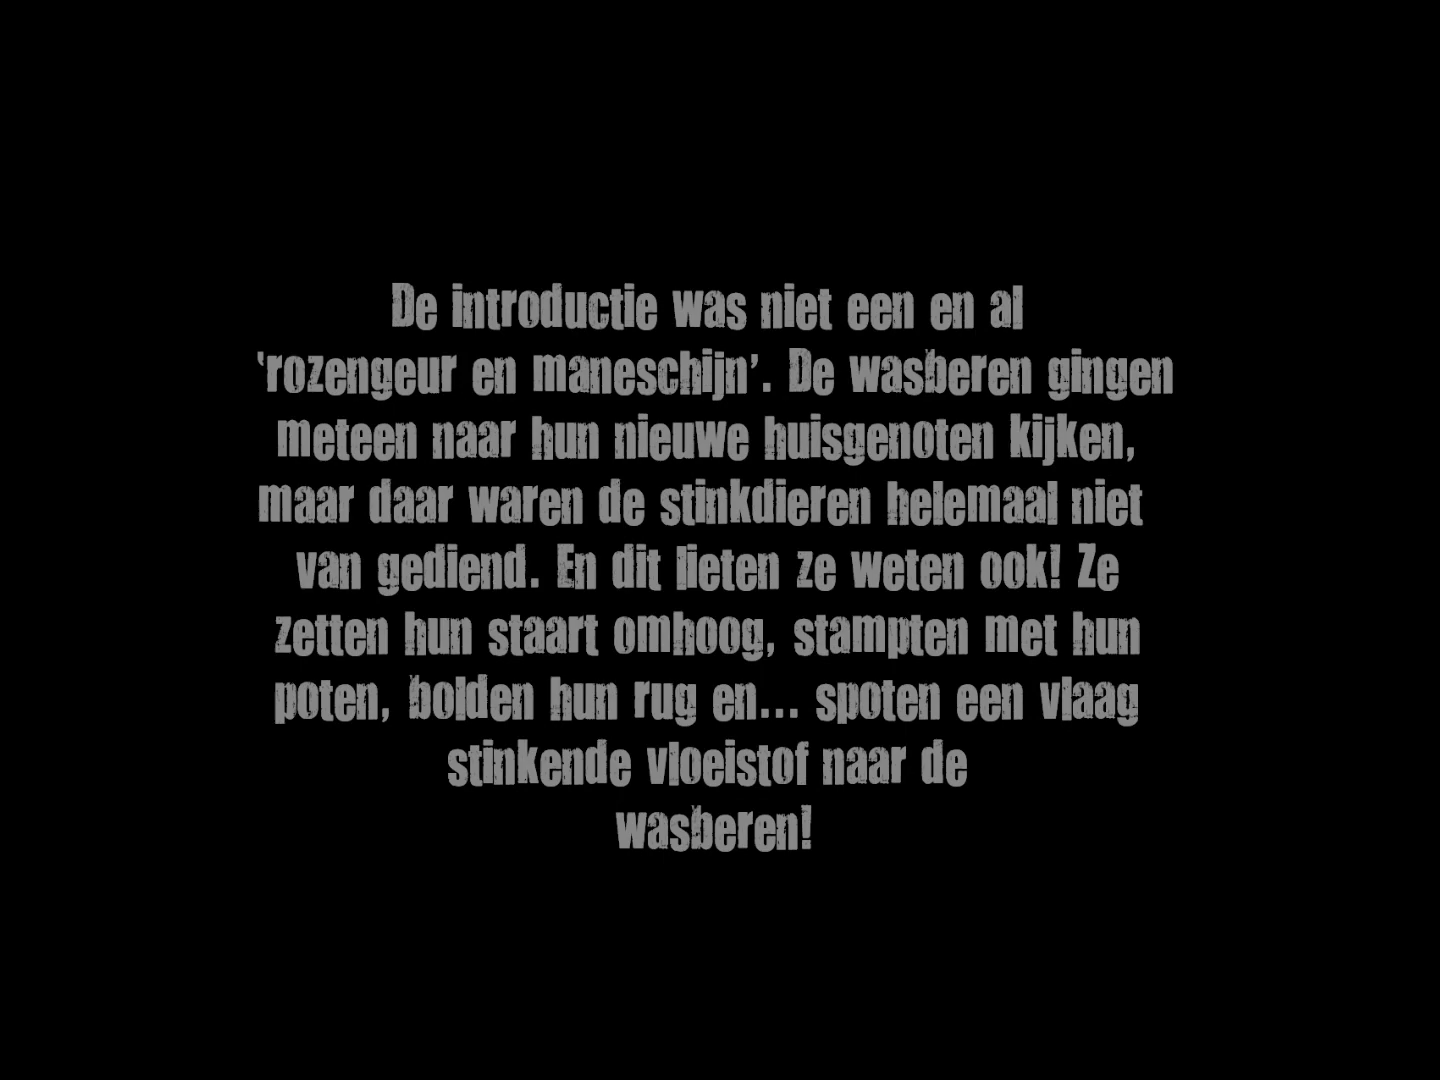 De introductie was niet een en al
‘rozengeur en maneschijn’. De wasberen gingen
meteen naar hun nieuwe huisgenoten kijken,
maar daar waren de stinkdieren helemaal niet
van gediend. En dit lieten ze weten ook! Ze
zetten hun staart omhoog, stampten met hun
poten, bolden hun rug en... spoten een vlaag
stinkende vloeistof naar de
wasberen!